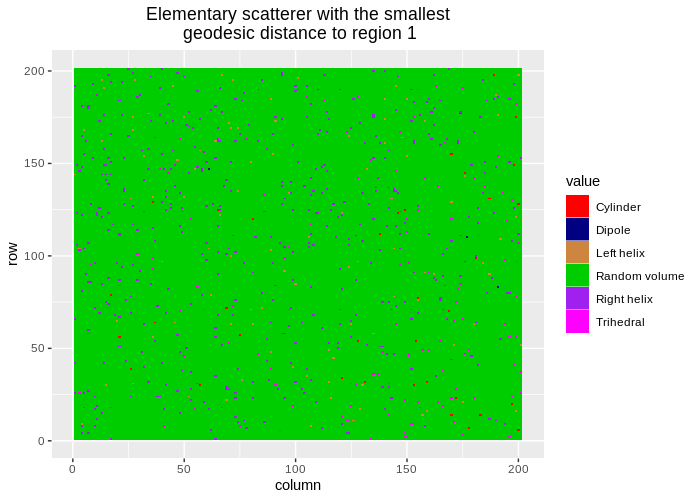 Elementary scatterer with the smallest
geodesic distance to region 1
200
150
100
50
0
row
0
50
100
150
200
column
value
Cylinder
Dipole
Left helix
Random volume
Right helix
Trihedral